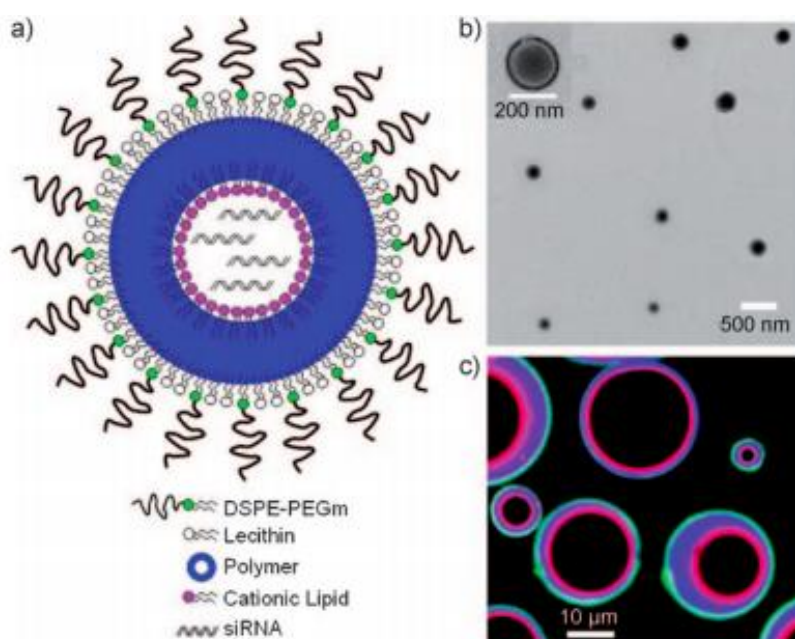 a)
DSPE-PEGm
Lecithin
Polymer
Cationic Lipid
siRNA
b)
200 nm
500 nm
c)
10 µm